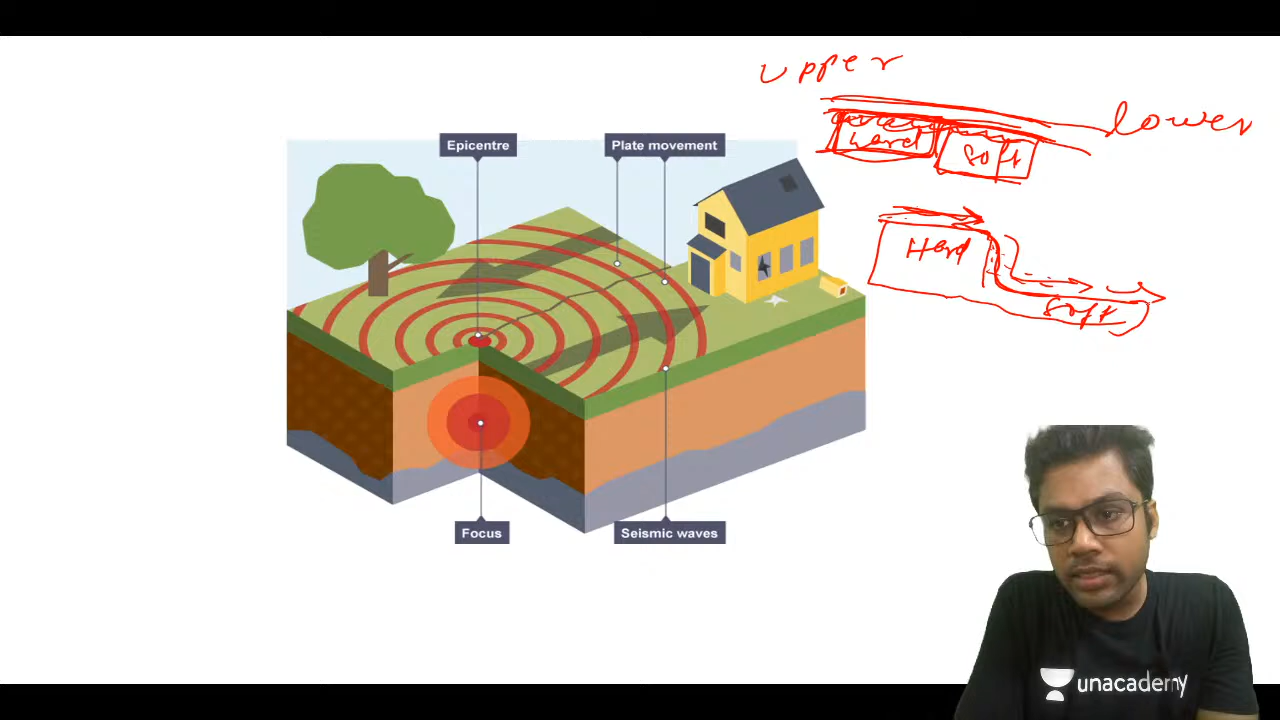 upper
lower
hard
soft
Epicentre
Plate movement
Hard
soft
Focus
Seismic waves
unacademy